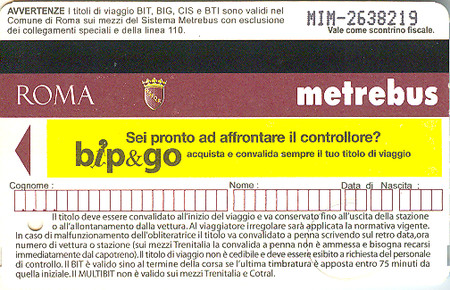 AVVERTENZE I titoli di viaggio BIT, BIG, CIS e BTI sono validi nel
Comune di Roma sui mezzi del Sistema Metrebus con esclusione
dei collegamenti speciali e della linea 110.
MIM-2638219
Vale come scontrino fiscale.
ROMA
metrebus
Sei pronto ad affrontare il controllore?
bip&go acquista e convalida sempre il tuo titolo di viaggio
Cognome: Nome: Data di Nascita:
Il titolo deve essere convalidato all'inizio del viaggio e va conservato fino all'uscita della stazione
o all'allontanamento dalla vettura. Al viaggiatore irregolare sarà applicata la normativa vigente.
In caso di malfunzionamento dell'obliteratrice il titolo va convalidato a penna scrivendo sul retro data,ora
numero di vettura o stazione (sui mezzi Trenitalia la convalida a penna non è ammessa e bisogna recarsi
immediatamente dal capotreno).Il titolo di viaggio non è cedibile e deve essere esibito a richiesta del personale
di controllo. Il BIT è valido sino al termine della corsa se l'ultima timbratura è apposta entro 75 minuti da
quella iniziale. Il MULTIBIT non è valido sui mezzi Trenitalia e Cotral.